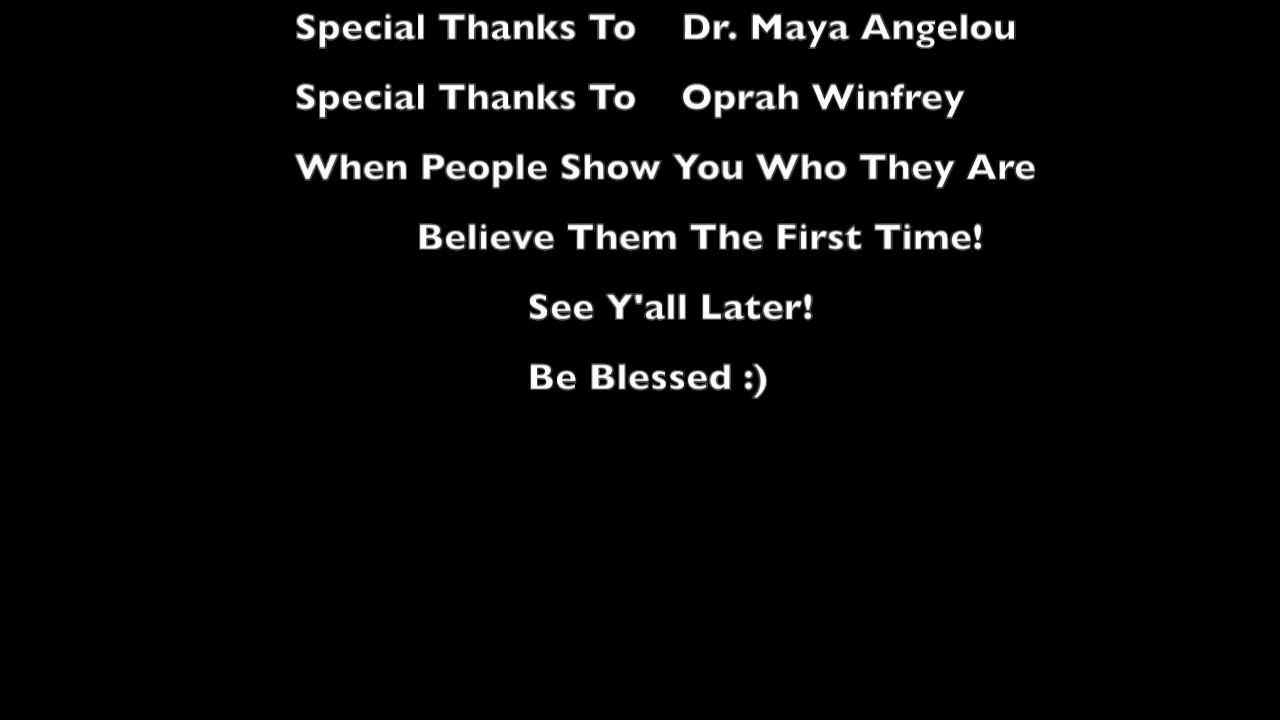 Special Thanks To Dr. Maya Angelou
Special Thanks To Oprah Winfrey
When People Show You Who They Are
Believe Them The First Time!
See Y'all Later!
Be Blessed :)